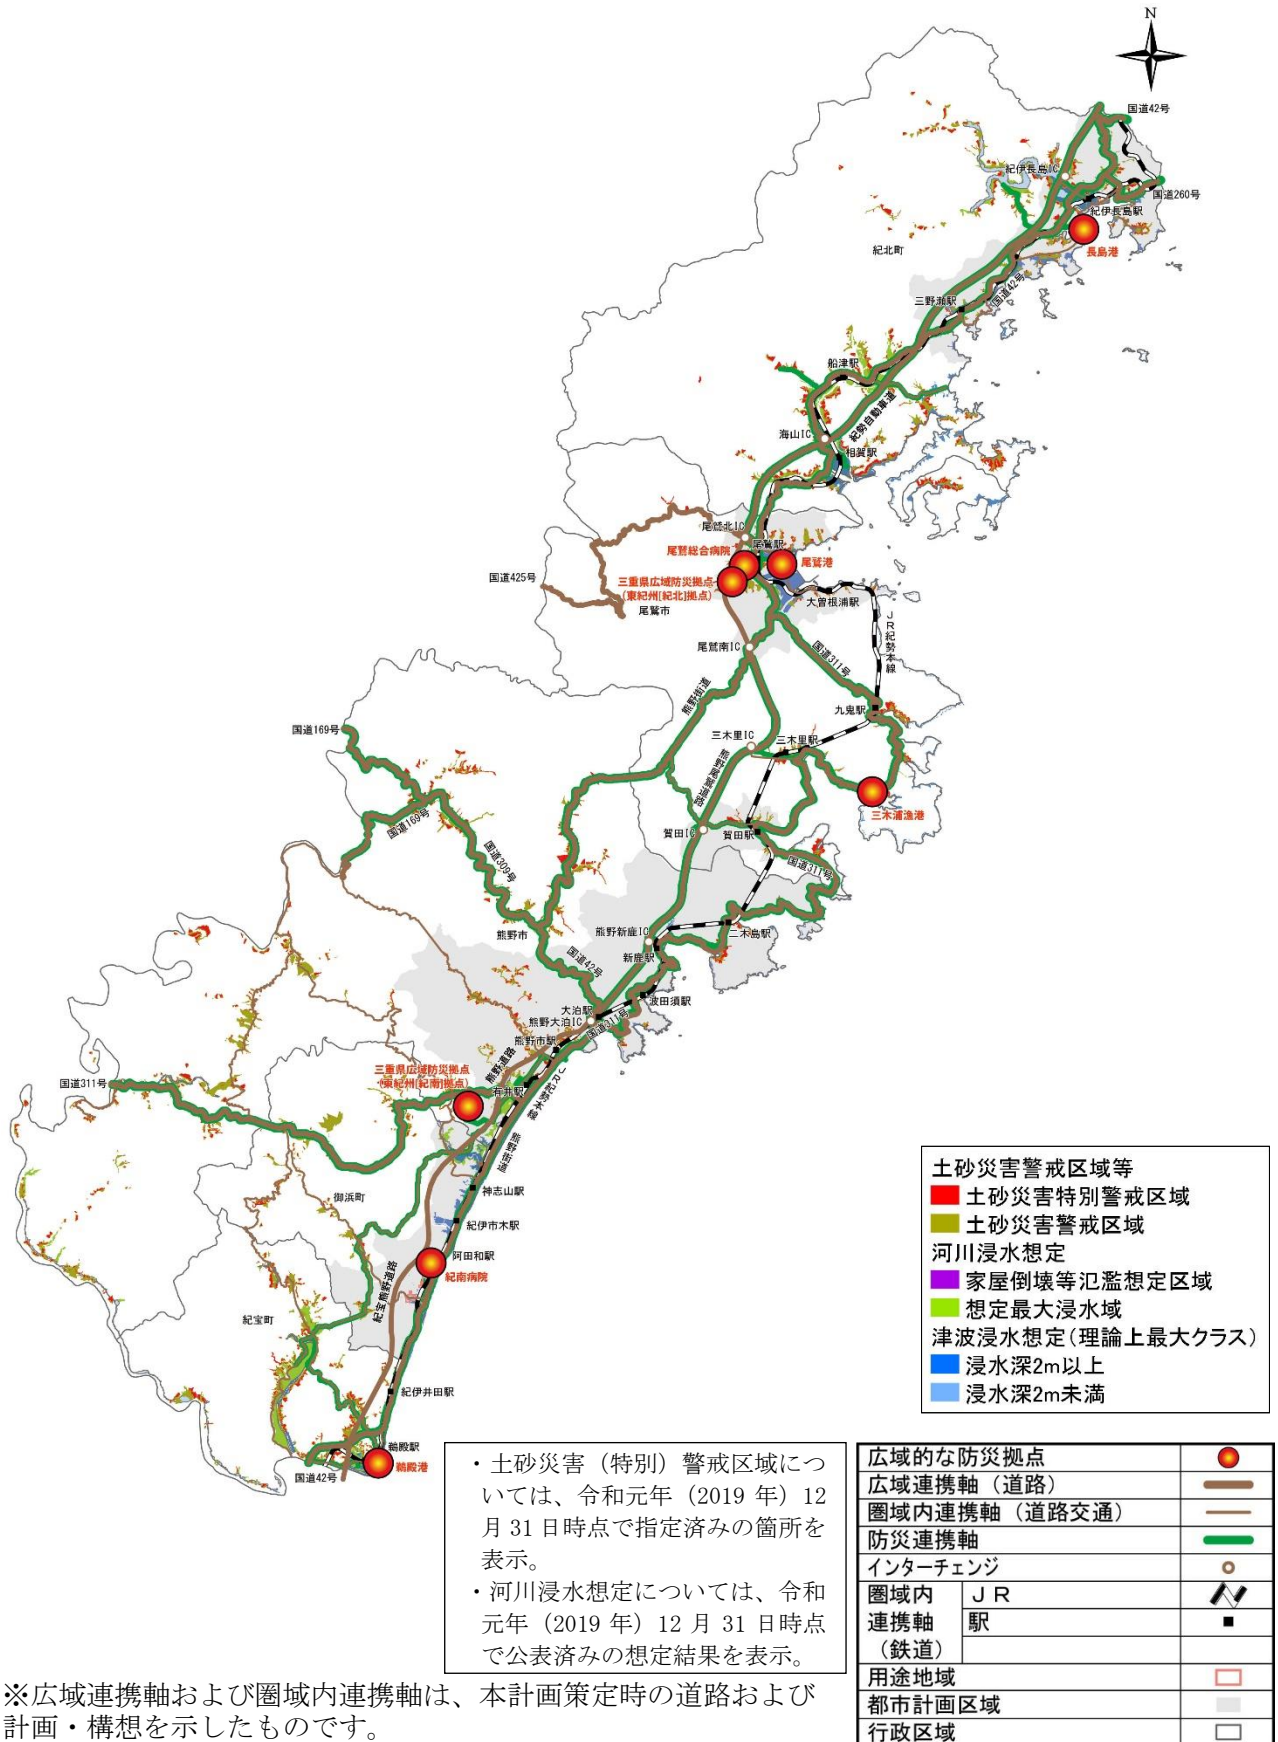 N
国道42号
紀伊長島IC
国道260号
紀伊長島駅
長島港
紀北町
国道42号
三野瀬駅
船津駅
紀勢自動車道
海山IC
相賀駅
尾鷲北IC
尾鷲駅
尾鷲総合病院
尾鷲港
国道425号
三重県広域防災拠点
(東紀州[紀北]拠点)
大曽根浦駅
尾鷲市
JR紀勢本線
尾鷲南IC
国道311号
熊野街道
九鬼駅
国道169号
三木里IC
三木里駅
熊野尾鷲道路
三木浦漁港
国道169号
賀田IC
賀田駅
国道309号
国道311号
熊野市
熊野新鹿IC
二木島駅
新鹿駅
国道42号
波田須駅
大泊駅
熊野大泊IC
国道311号
熊野市駅
熊野道路
三重県広域防災拠点
(東紀州[紀南]拠点)
国道311号
有井駅
JR紀勢本線
熊野街道
神志山駅
御浜町
紀伊市木駅
阿田和駅
紀南病院
紀宝熊野道路
紀宝町
紀伊井田駅
鵜殿駅
鵜殿港
国道42号
土砂災害警戒区域等
土砂災害特別警戒区域
土砂災害警戒区域
河川浸水想定
家屋倒壊等氾濫想定区域
想定最大浸水域
津波浸水想定(理論上最大クラス)
浸水深2m以上
浸水深2m未満
・土砂災害（特別）警戒区域につ
いては、令和元年（2019 年）12
月 31 日時点で指定済みの箇所を
表示。
・河川浸水想定については、令和
元年（2019 年）12 月 31 日時点
で公表済みの想定結果を表示。
広域的な防災拠点
広域連携軸（道路）
圏域内連携軸（道路交通）
防災連携軸
インターチェンジ
圏域内
連携軸
（鉄道）
ＪＲ
駅
用途地域
都市計画区域
行政区域
※広域連携軸および圏域内連携軸は、本計画策定時の道路および
計画・構想を示したものです。